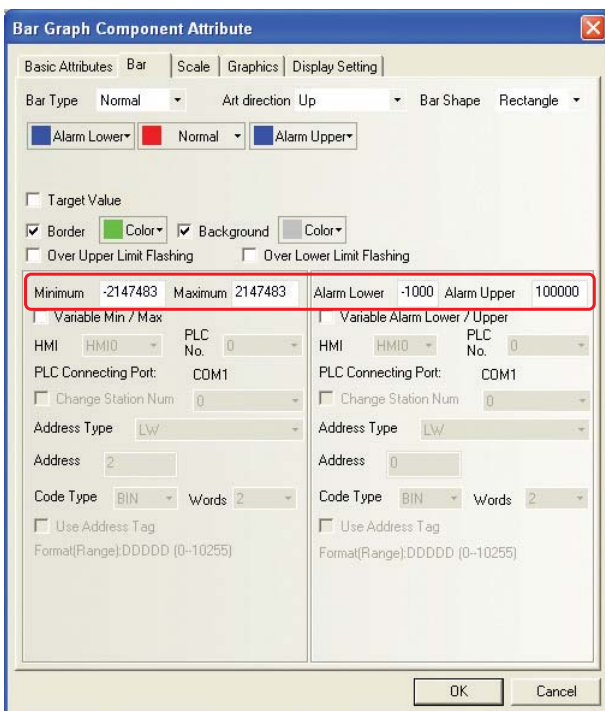 Bar Graph Component Attribute
Basic Attributes Bar Scale Graphics Display Setting
Bar Type Normal Art direction Up Bar Shape Rectangle
Alarm Lower Normal Alarm Upper
Target Value
Border Color Background Color
Over Upper Limit Flashing Over Lower Limit Flashing
Minimum -2147483 Maximum 2147483 Alarm Lower -1000 Alarm Upper 100000
Variable Min / Max Variable Alarm Lower / Upper
HMI HMI0 PLC No. 0 HMI HMI0 PLC No. 0
PLC Connecting Port: COM1 PLC Connecting Port: COM1
Change Station Num 0 Change Station Num 0
Address Type LW Address Type LW
Address 2 Address 0
Code Type BIN Words 2 Code Type BIN Words 2
Use Address Tag Use Address Tag
Format(Range):DDDDD (0--10255) Format(Range):DDDDD (0--10255)
OK Cancel